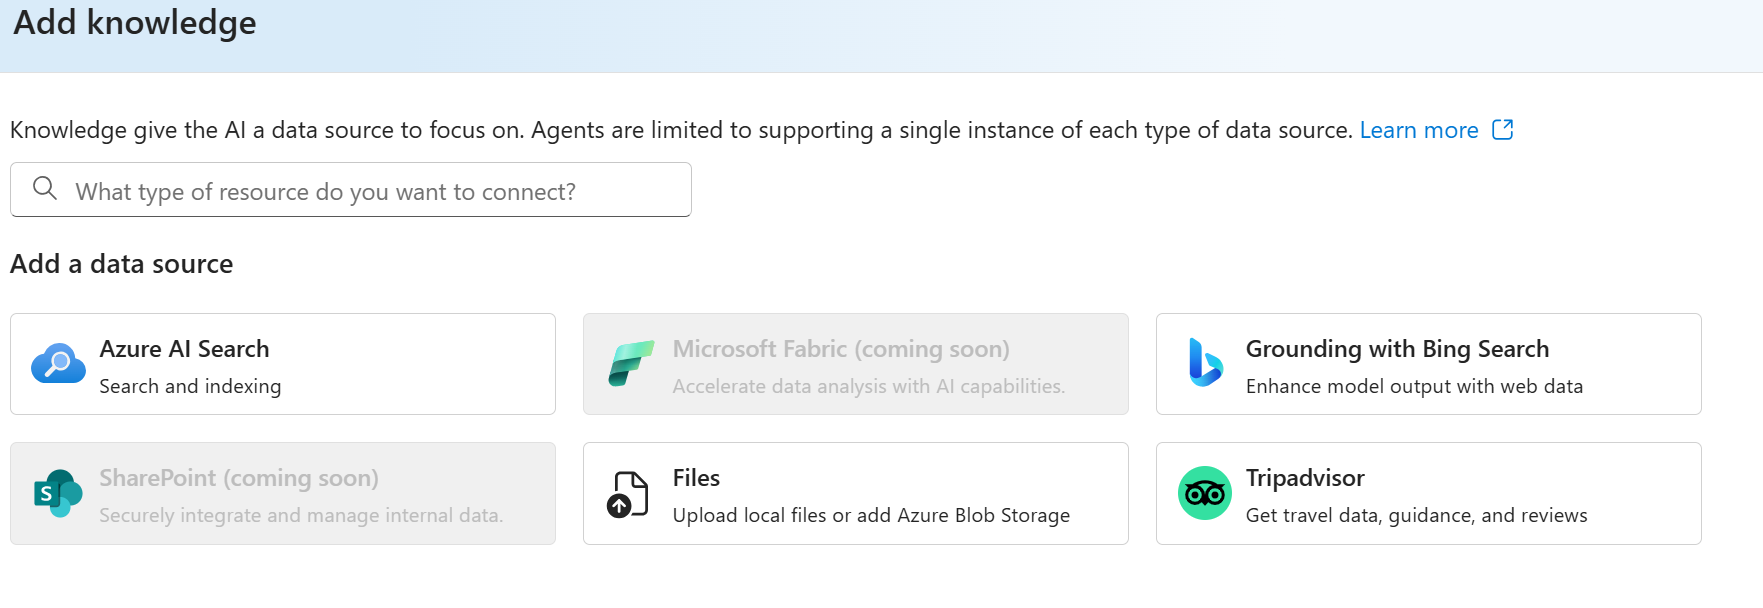 Add knowledge
Knowledge give the AI a data source to focus on. Agents are limited to supporting a single instance of each type of data source. Learn more
What type of resource do you want to connect?
Add a data source
Azure AI Search
Search and indexing
Microsoft Fabric (coming soon)
Accelerate data analysis with AI capabilities.
Grounding with Bing Search
Enhance model output with web data
S
SharePoint (coming soon)
Securely integrate and manage internal data.
Files
Upload local files or add Azure Blob Storage
Tripadvisor
Get travel data, guidance, and reviews